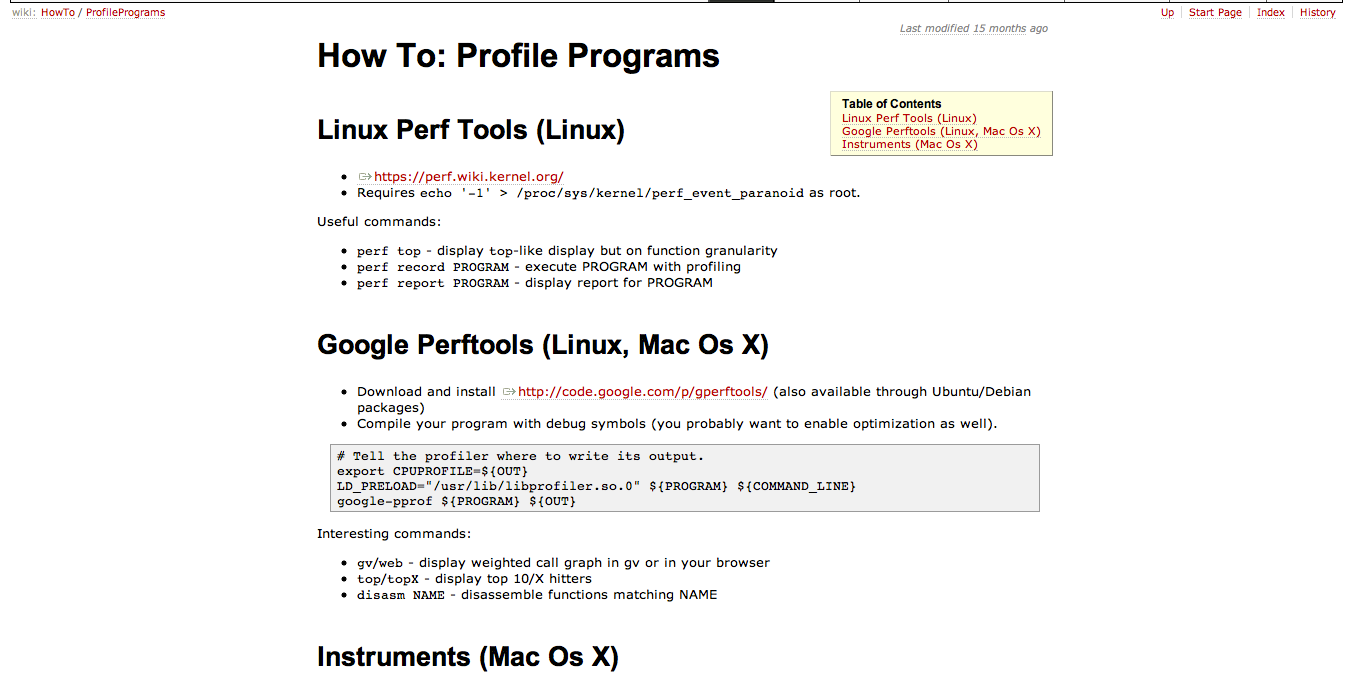 wiki: HowTo / ProfilePrograms
Up Start Page Index History
Last modified 15 months ago
How To: Profile Programs
Table of Contents
Linux Perf Tools (Linux)
Google Perftools (Linux, Mac Os X)
Instruments (Mac Os X)
Linux Perf Tools (Linux)
https://perf.wiki.kernel.org/
Requires echo '-1' > /proc/sys/kernel/perf_event_paranoid as root.
Useful commands:
perf top - display top-like display but on function granularity
perf record PROGRAM - execute PROGRAM with profiling
perf report PROGRAM - display report for PROGRAM
Google Perftools (Linux, Mac Os X)
Download and install http://code.google.com/p/gperftools/ (also available through Ubuntu/Debian
packages)
Compile your program with debug symbols (you probably want to enable optimization as well).
# Tell the profiler where to write its output.
export CPUPROFILE=${OUT}
LD_PRELOAD="/usr/lib/libprofiler.so.0" ${PROGRAM} ${COMMAND_LINE}
google-pprof ${PROGRAM} ${OUT}
Interesting commands:
gv/web - display weighted call graph in gv or in your browser
top/topX - display top 10/X hitters
disasm NAME - disassemble functions matching NAME
Instruments (Mac Os X)